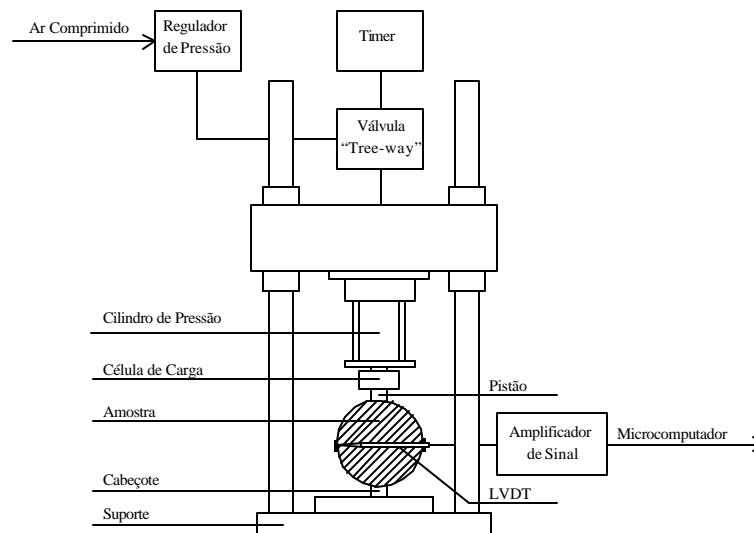 Ar Comprimido
Regulador
de Pressão
Timer
Válvula
“Tree-way”
Cilindro de Pressão
Célula de Carga
Pistão
Amostra
Amplificador
de Sinal
Microcomputador
Cabeçote
LVDT
Suporte